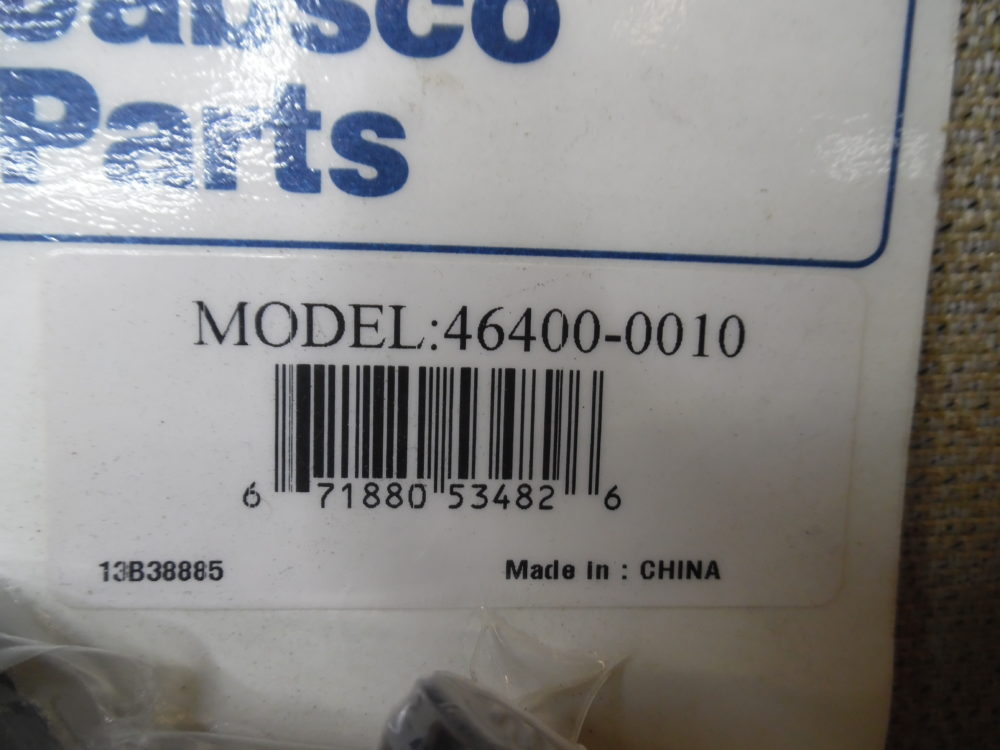 Parts
MODEL:46400-0010
6 71880 53482 6
13B38885 Made in : CHINA